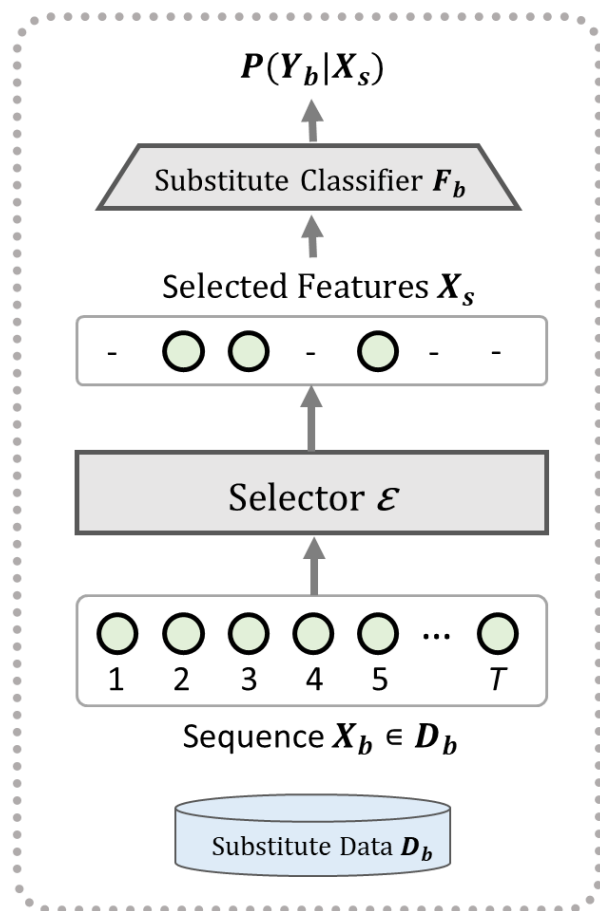 P(Y_b|X_s)
Substitute Classifier F_b
Selected Features X_s
- - - -
Selector ℰ
...
1 2 3 4 5 T
Sequence X_b ∈ D_b
Substitute Data D_b